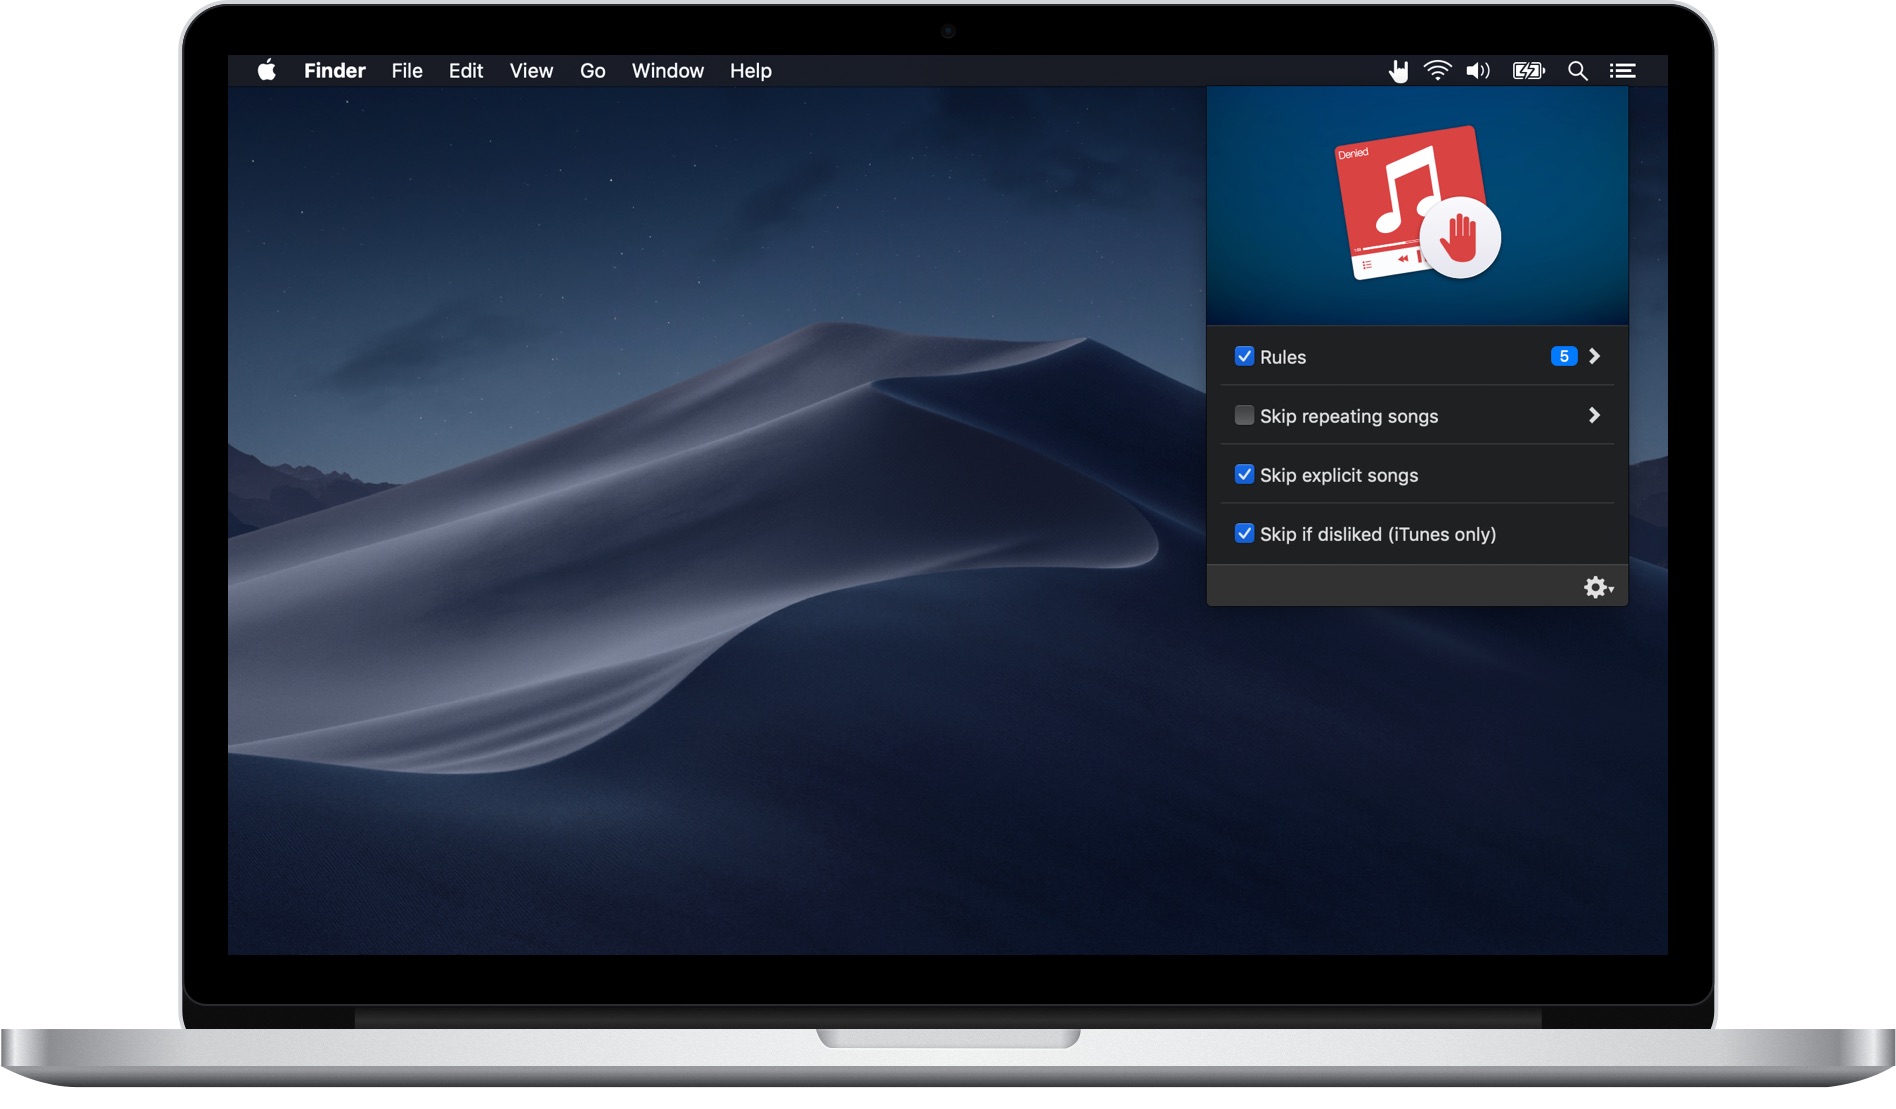 Finder File Edit View Go Window Help
Denied
Rules 5
Skip repeating songs
Skip explicit songs
Skip if disliked (iTunes only)